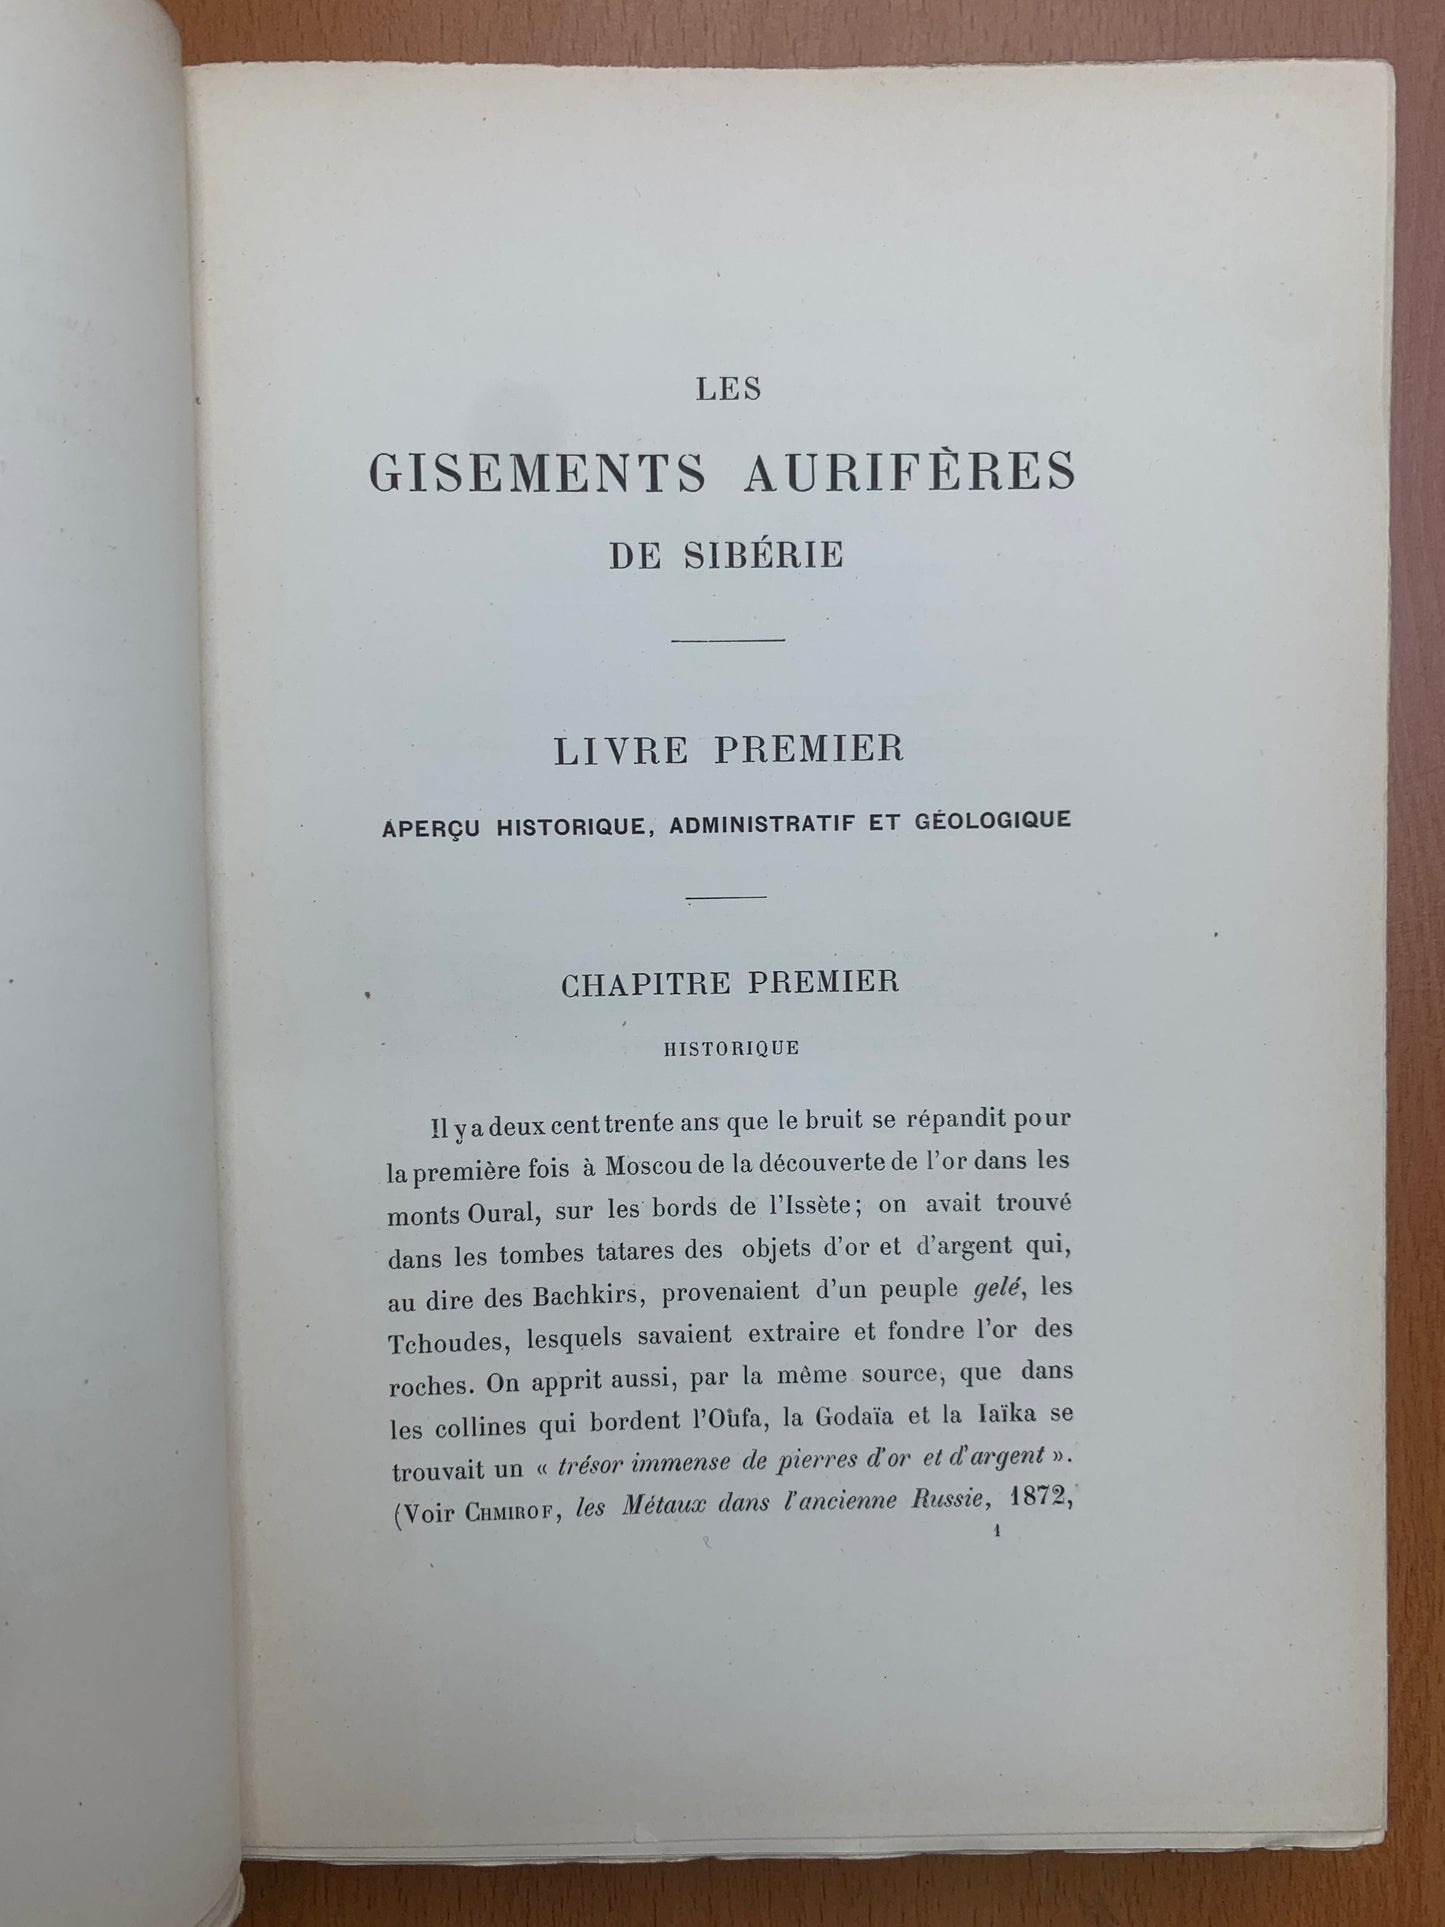 LES
GISEMENTS AURIFÈRES
DE SIBÉRIE
LIVRE PREMIER
APERÇU HISTORIQUE, ADMINISTRATIF ET GÉOLOGIQUE
CHAPITRE PREMIER
HISTORIQUE
Il y a deux cent trente ans que le bruit se répandit pour
la première fois à Moscou de la découverte de l'or dans les
monts Oural, sur les bords de l'Issète; on avait trouvé
dans les tombes tatares des objets d'or et d'argent qui,
au dire des Bachkirs, provenaient d'un peuple gelé, les
Tchoudes, lesquels savaient extraire et fondre l'or des
roches. On apprit aussi, par la même source, que dans
les collines qui bordent l'Oufa, la Godaïa et la Iaïka se
trouvait un « trésor immense de pierres d'or et d'argent ».
(Voir CHMIROF, les Métaux dans l'ancienne Russie, 1872,
1